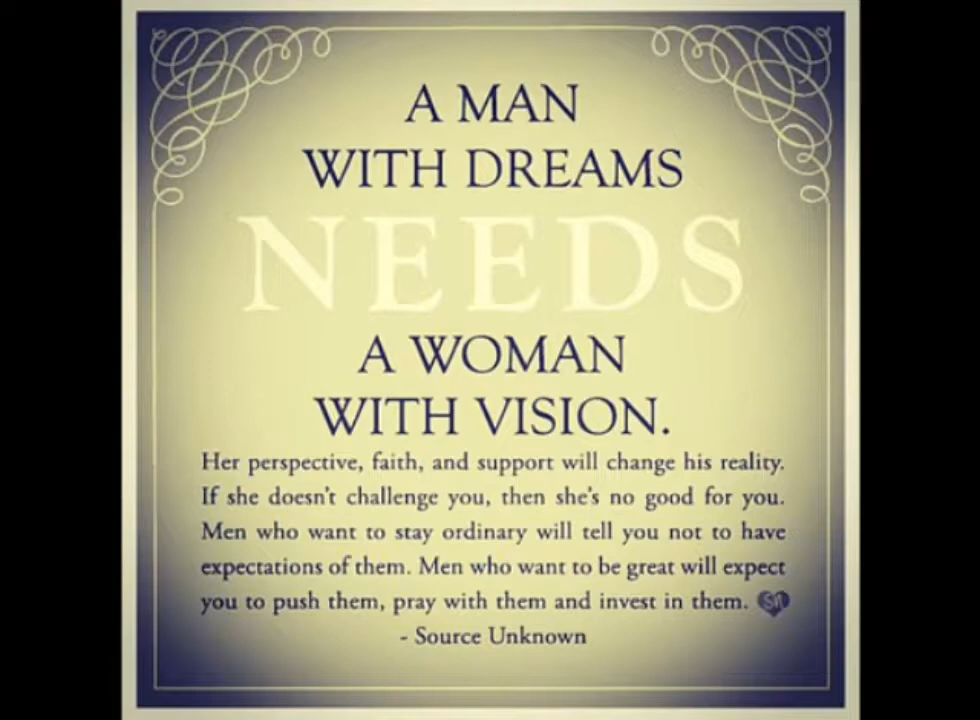 A MAN
WITH DREAMS
NEEDS
A WOMAN
WITH VISION.
Her perspective, faith, and support will change his reality.
If she doesn't challenge you, then she's no good for you.
Men who want to stay ordinary will tell you not to have
expectations of them. Men who want to be great will expect
you to push them, pray with them and invest in them.
- Source Unknown